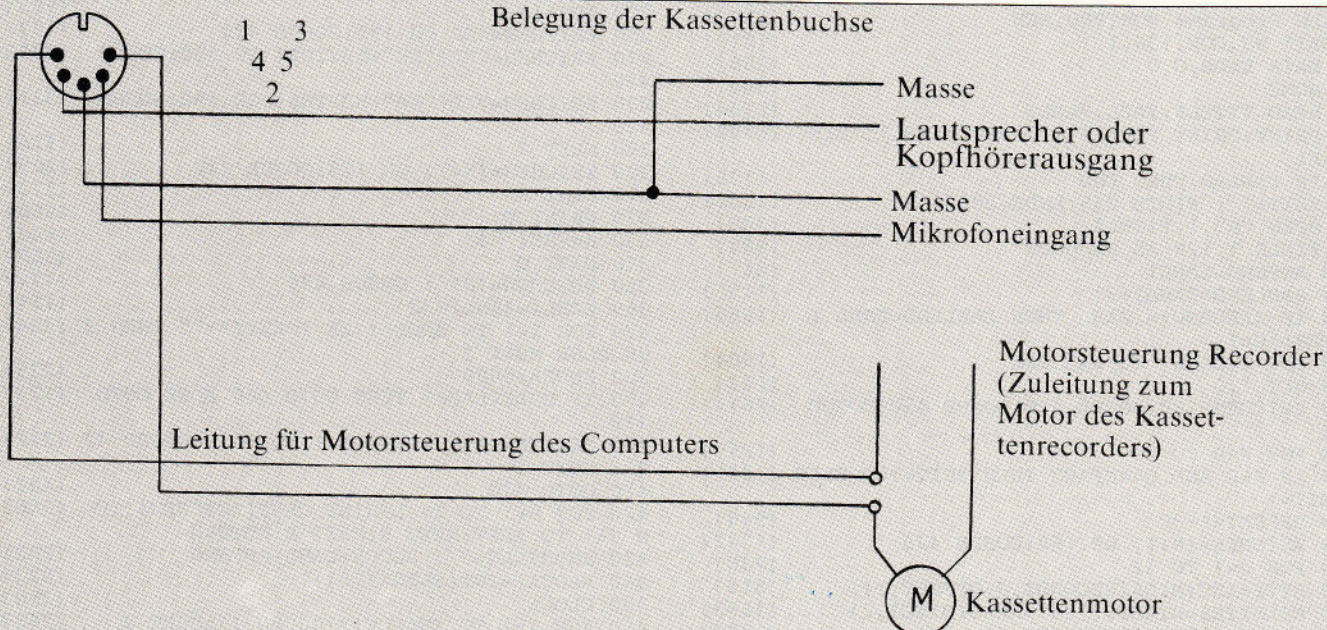 Belegung der Kassettenbuchse
1 3
4 5
2
Masse
Lautsprecher oder
Kopfhörerausgang
Masse
Mikrofoneingang
Motorsteuerung Recorder
(Zuleitung zum
Motor des Kasset-
tenrecorders)
Leitung für Motorsteuerung des Computers
M
Kassettenmotor